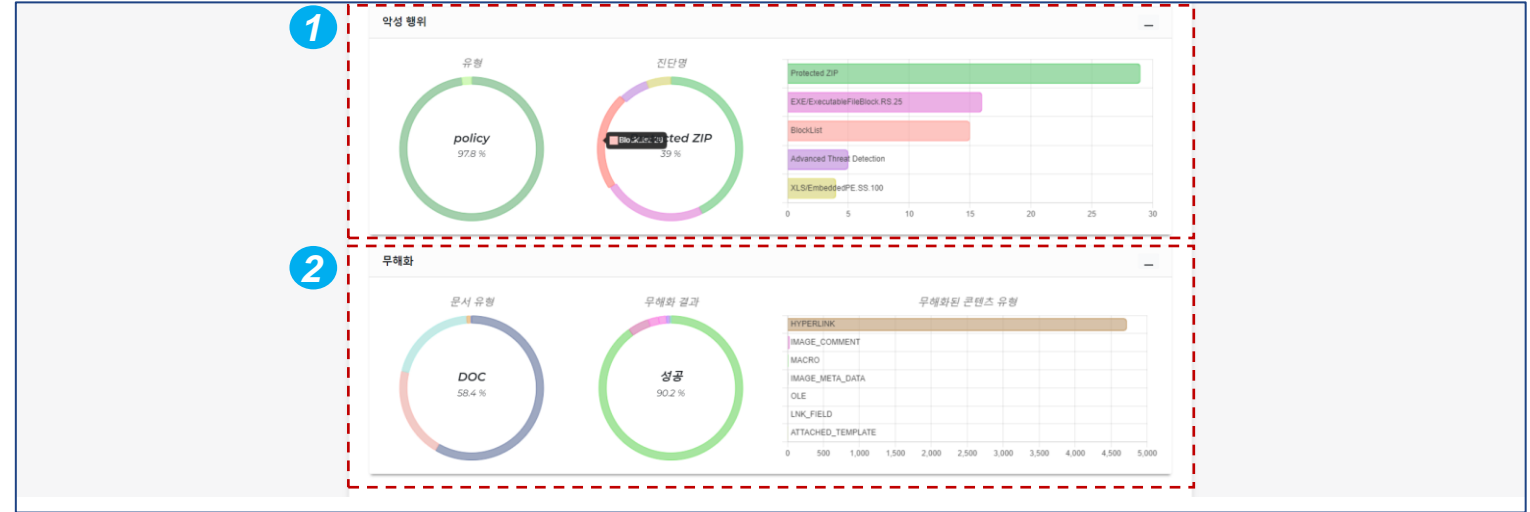 1
악성 행위
유형
policy
97.8 %
진단명
cted ZIP
39 %
Protected ZIP
EXE/ExecutableFileBlock.RS.25
BlockList
Advanced Threat Detection
XLS/EmbeddedPE.SS.100
0 5 10 15 20 25 30
2
무해화
문서 유형
DOC
58.4 %
무해화 결과
성공
90.2 %
무해화된 콘텐츠 유형
HYPERLINK
IMAGE_COMMENT
MACRO
IMAGE_META_DATA
OLE
LNK_FIELD
ATTACHED_TEMPLATE
0 500 1,000 1,500 2,000 2,500 3,000 3,500 4,000 4,500 5,000